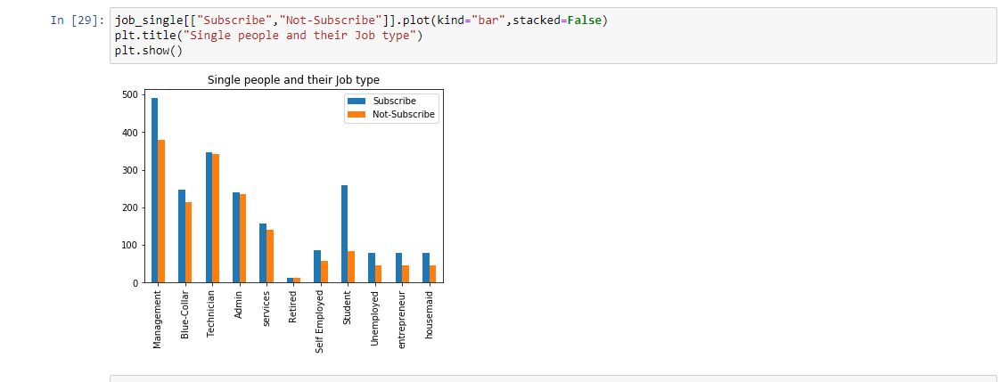 In [29]: job_single[["Subscribe","Not-Subscribe"]].plot(kind="bar",stacked=False)
plt.title("Single people and their Job type")
plt.show()
Single people and their Job type
500
400
300
200
100
0
Subscribe
Not-Subscribe
Management
Blue-Collar
Technician
Admin
services
Retired
Self Employed
Student
Unemployed
entrepreneur
housemaid